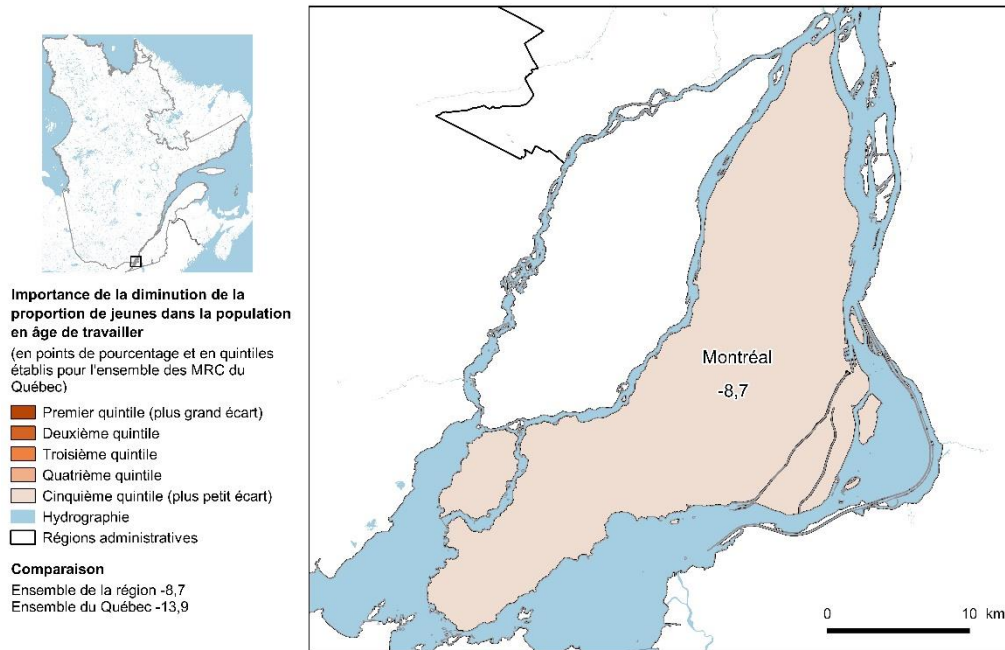 Importance de la diminution de la
proportion de jeunes dans la population
en âge de travailler
(en points de pourcentage et en quintiles
établis pour l'ensemble des MRC du
Québec)
Premier quintile (plus grand écart)
Deuxième quintile
Troisième quintile
Quatrième quintile
Cinquième quintile (plus petit écart)
Hydrographie
Régions administratives
Comparaison
Ensemble de la région -8,7
Ensemble du Québec -13,9
Montréal
-8,7
0 10 km